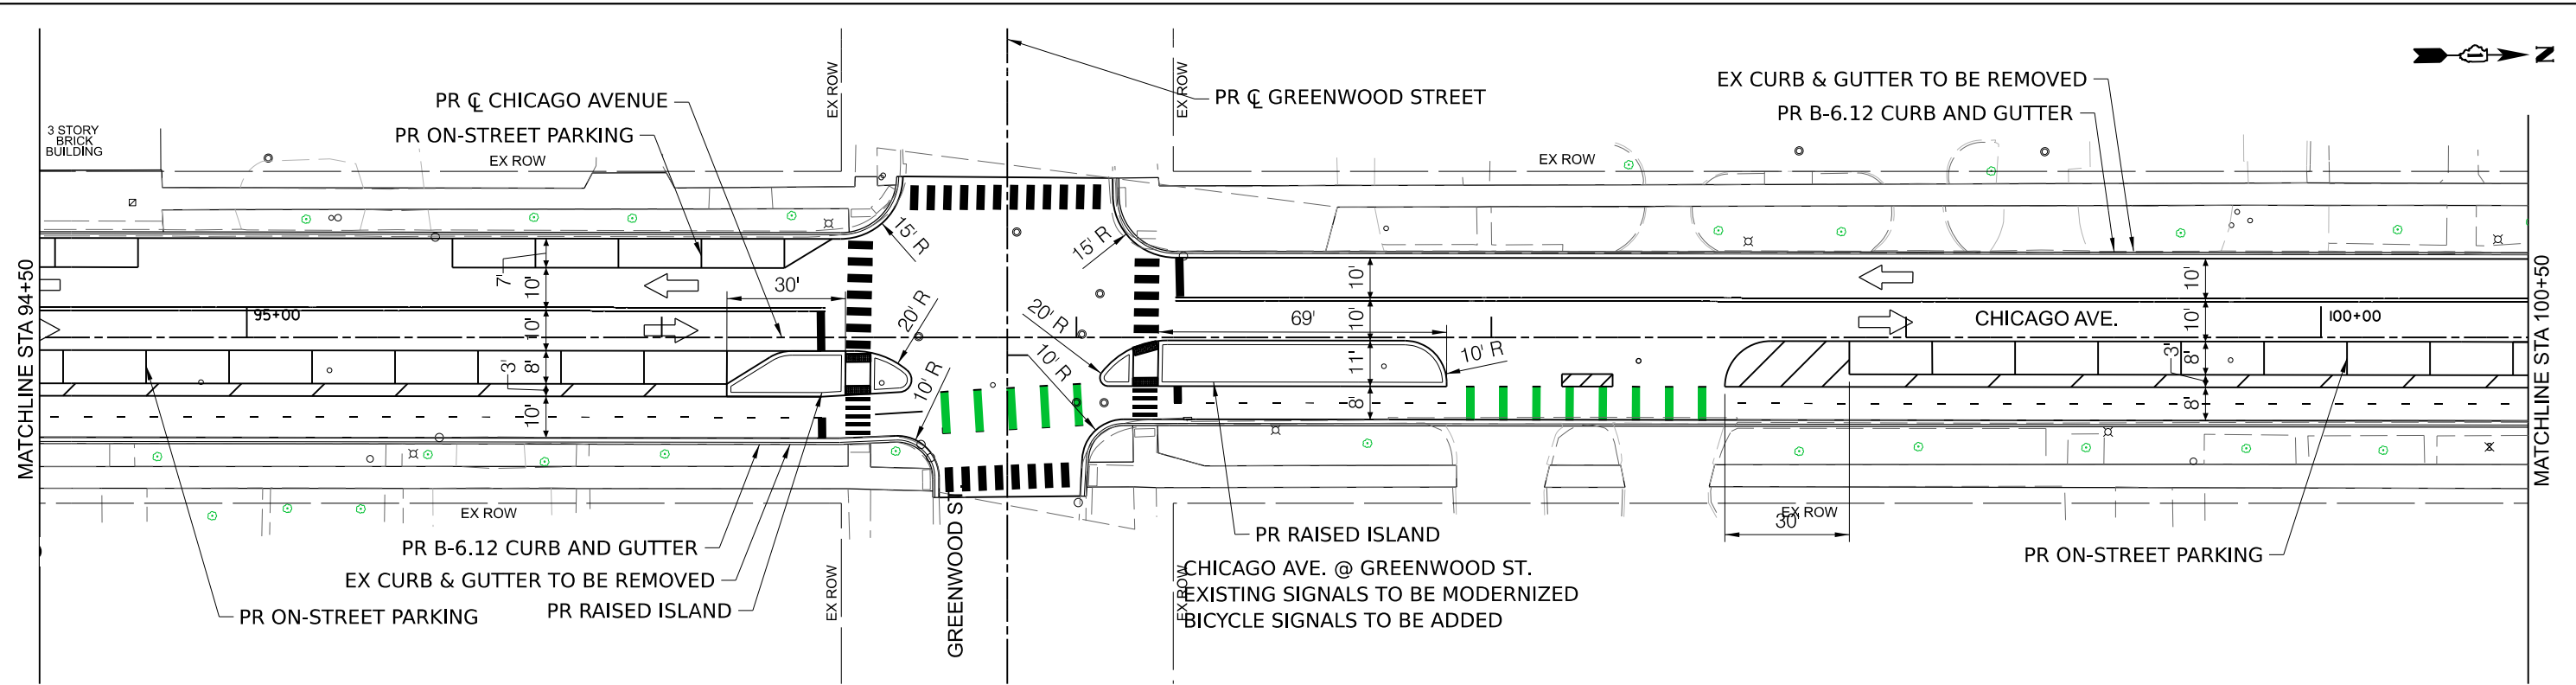 N
EX CURB & GUTTER TO BE REMOVED
PR B-6.12 CURB AND GUTTER
PR ℄ CHICAGO AVENUE
PR ON-STREET PARKING
EX ROW
EX ROW
EX ROW
PR ℄ GREENWOOD STREET
EX ROW
3 STORY
BRICK
BUILDING
15' R
15' R
MATCHLINE STA 94+50
95+00
7'
10'
10'
3'
8'
10'
30'
20' R
10' R
20' R
10' R
69'
10'
10'
11'
8'
10' R
CHICAGO AVE.
100+00
10'
10'
3'
8'
8'
MATCHLINE STA 100+50
EX ROW
PR B-6.12 CURB AND GUTTER
EX CURB & GUTTER TO BE REMOVED
PR ON-STREET PARKING
PR RAISED ISLAND
EX ROW
GREENWOOD ST.
EX ROW
PR RAISED ISLAND
CHICAGO AVE. @ GREENWOOD ST.
EXISTING SIGNALS TO BE MODERNIZED
BICYCLE SIGNALS TO BE ADDED
EX ROW
30'
PR ON-STREET PARKING